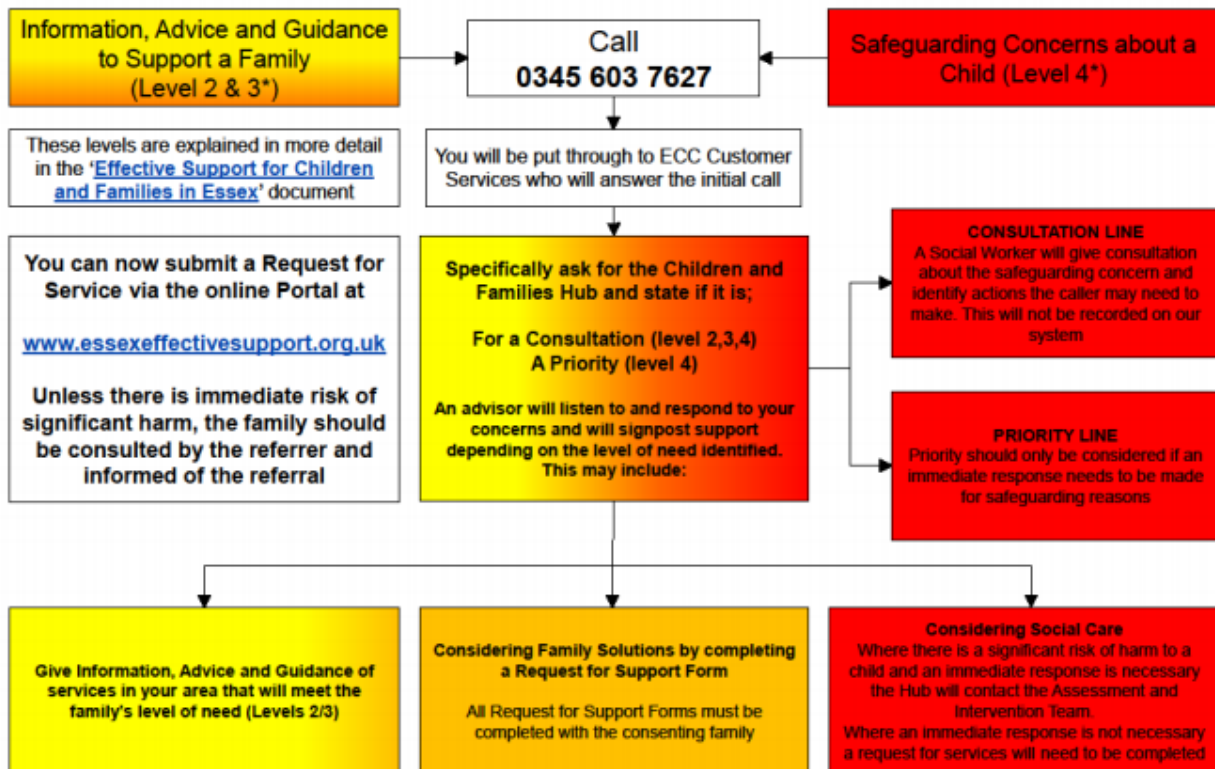 Information, Advice and Guidance
to Support a Family
(Level 2 & 3*)
Call
0345 603 7627
Safeguarding Concerns about a
Child (Level 4*)
These levels are explained in more detail
in the 'Effective Support for Children
and Families in Essex' document
You will be put through to ECC Customer
Services who will answer the initial call
You can now submit a Request for
Service via the online Portal at
www.essexeffectivesupport.org.uk
Unless there is immediate risk of
significant harm, the family should
be consulted by the referrer and
informed of the referral
Specifically ask for the Children and
Families Hub and state if it is;
For a Consultation (level 2,3,4)
A Priority (level 4)
An advisor will listen to and respond to your
concerns and will signpost support
depending on the level of need identified.
This may include:
CONSULTATION LINE
A Social Worker will give consultation
about the safeguarding concern and
identify actions the caller may need to
make. This will not be recorded on our
system
PRIORITY LINE
Priority should only be considered if an
immediate response needs to be made
for safeguarding reasons
Give Information, Advice and Guidance of
services in your area that will meet the
family's level of need (Levels 2/3)
Considering Family Solutions by completing
a Request for Support Form
All Request for Support Forms must be
completed with the consenting family
Considering Social Care
Where there is a significant risk of harm to a
child and an immediate response is necessary
the Hub will contact the Assessment and
Intervention Team.
Where an immediate response is not necessary
a request for services will need to be completed